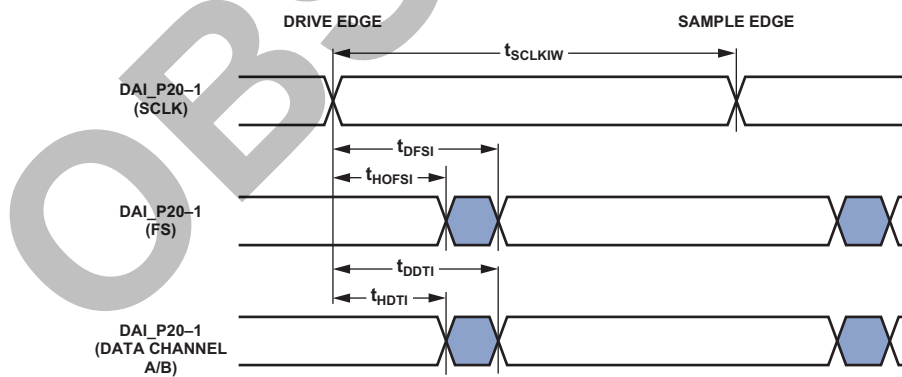 DRIVE EDGE
SAMPLE EDGE
tSCLKIW
DAI_P20–1
(SCLK)
tDFSI
tHOFSI
DAI_P20–1
(FS)
tDDTI
tHDTI
DAI_P20–1
(DATA CHANNEL
A/B)
OBS